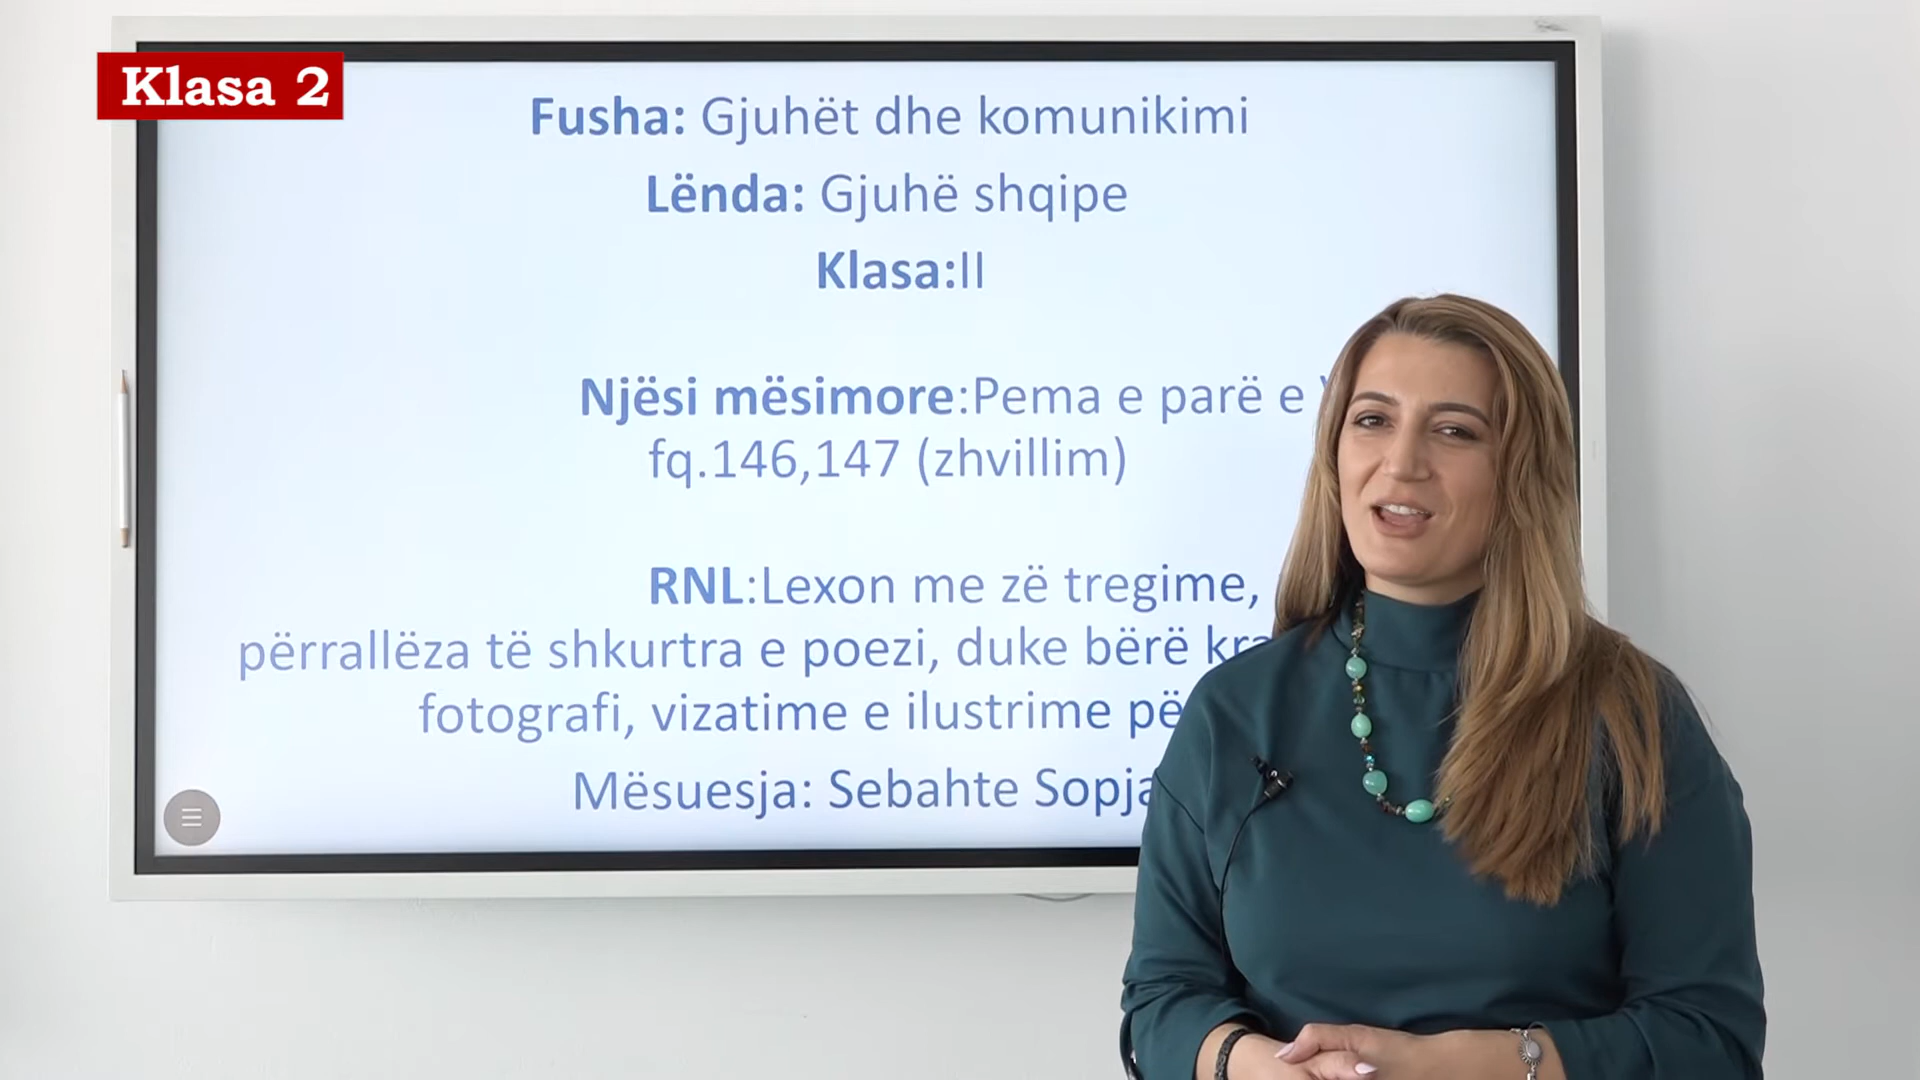 Klasa 2
Fusha: Gjuhët dhe komunikimi
Lënda: Gjuhë shqipe
Klasa:II
Njësi mësimore:Pema e parë e
fq.146,147 (zhvillim)
RNL:Lexon me zë tregime,
përrallëza të shkurtra e poezi, duke bërë
fotografi, vizatime e ilustrime
Mësuesja: Sebahte